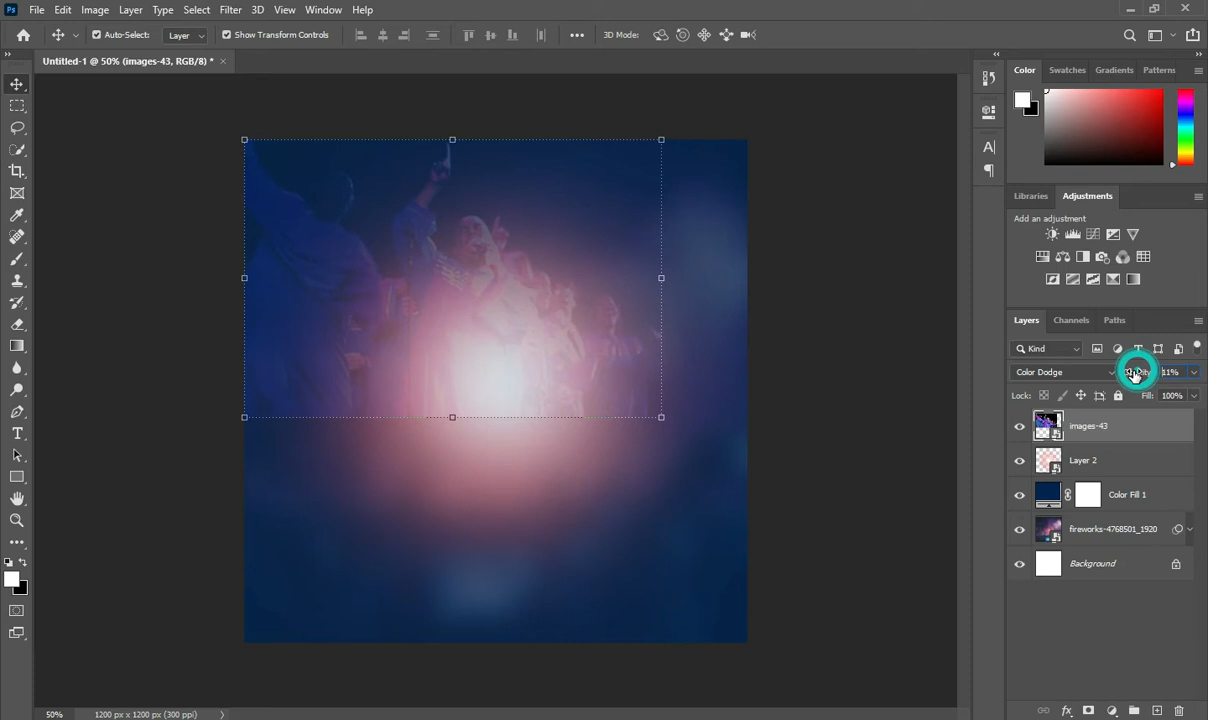 Ps File Edit Image Layer Type Select Filter 3D View Window Help
Auto-Select: Layer Show Transform Controls 3D Mode:
Untitled-1 @ 50% (images-43, RGB/8) *
Color Swatches Gradients Patterns
Libraries Adjustments
Add an adjustment
Layers Channels Paths
Kind
Color Dodge 11%
Lock: Fill: 100%
images-43
Layer 2
Color Fill 1
fireworks-4768501_1920
Background
50% 1200 px x 1200 px (300 ppi)